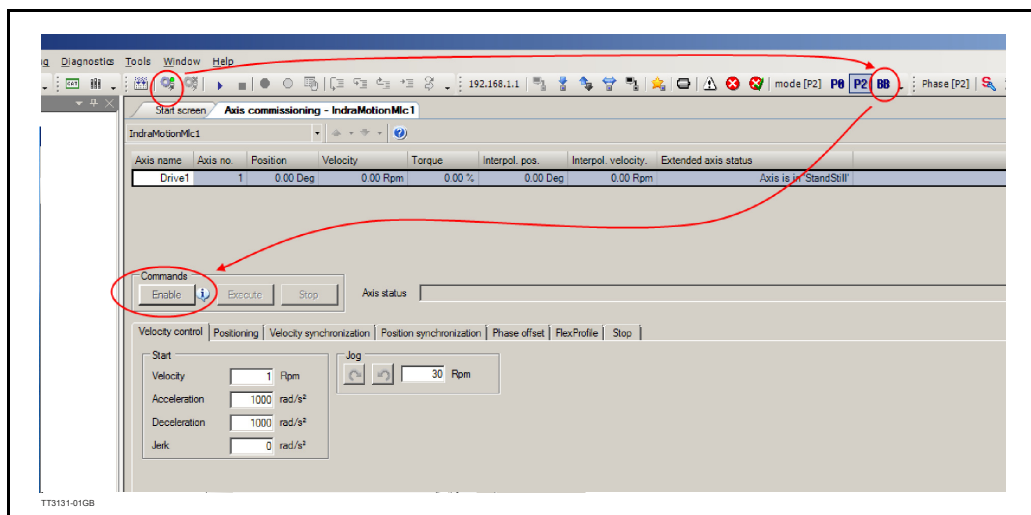 Diagnostics Tools Window Help
192.168.1.1 mode [P2] P0 P2 BB Phase [P2]
Start screen Axis commissioning - IndraMotionMlc1
IndraMotionMlc1
Axis name Axis no. Position Velocity Torque Interpol. pos. Interpol. velocity. Extended axis status
Drive1 1 0.00 Deg 0.00 Rpm 0.00 % 0.00 Deg 0.00 Rpm Axis is in 'StandStill'
Commands
Enable Execute Stop Axis status
Velocity control Positioning Velocity synchronization Position synchronization Phase offset FlexProfile Stop
Start Jog
Velocity 1 Rpm 30 Rpm
Acceleration 1000 rad/s²
Deceleration 1000 rad/s²
Jerk 0 rad/s²
TT3131-01GB